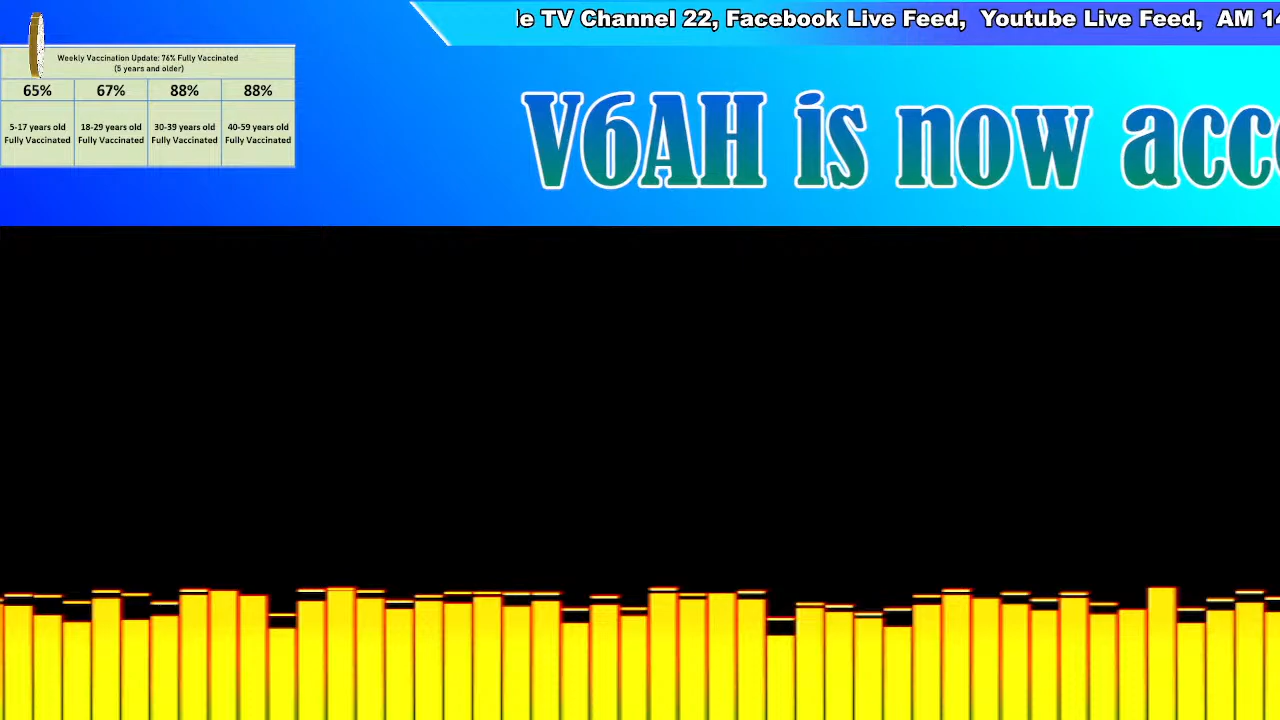 e TV Channel 22, Facebook Live Feed, Youtube Live Feed, AM 14
Weekly Vaccination Update: 76% Fully Vaccinated
(5 years and older)
65% 67% 88% 88%
5-17 years old 18-29 years old 30-39 years old 40-59 years old
Fully Vaccinated Fully Vaccinated Fully Vaccinated Fully Vaccinated
V6AH is now acc